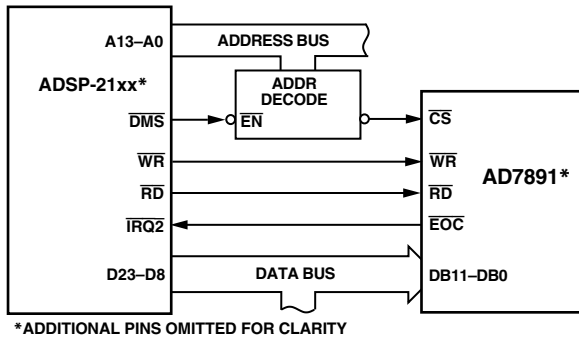 A13–A0
ADDRESS BUS
ADSP-21xx*
ADDR
DECODE
DMS
EN
CS
WR
WR
AD7891*
RD
RD
IRQ2
EOC
D23–D8
DATA BUS
DB11–DB0
*ADDITIONAL PINS OMITTED FOR CLARITY